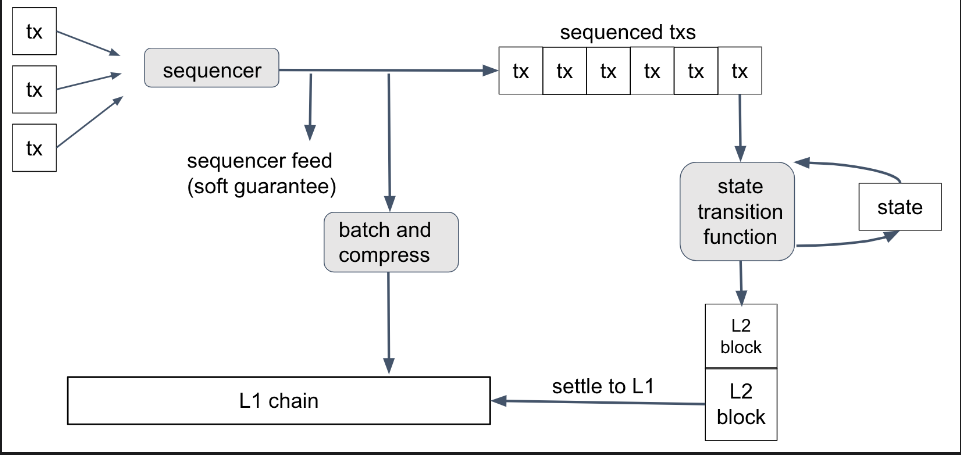 tx
tx
tx
sequencer
sequenced txs
tx tx tx tx tx tx
sequencer feed
(soft guarantee)
batch and
compress
state
transition
function
state
L2
block
L2
block
settle to L1
L1 chain